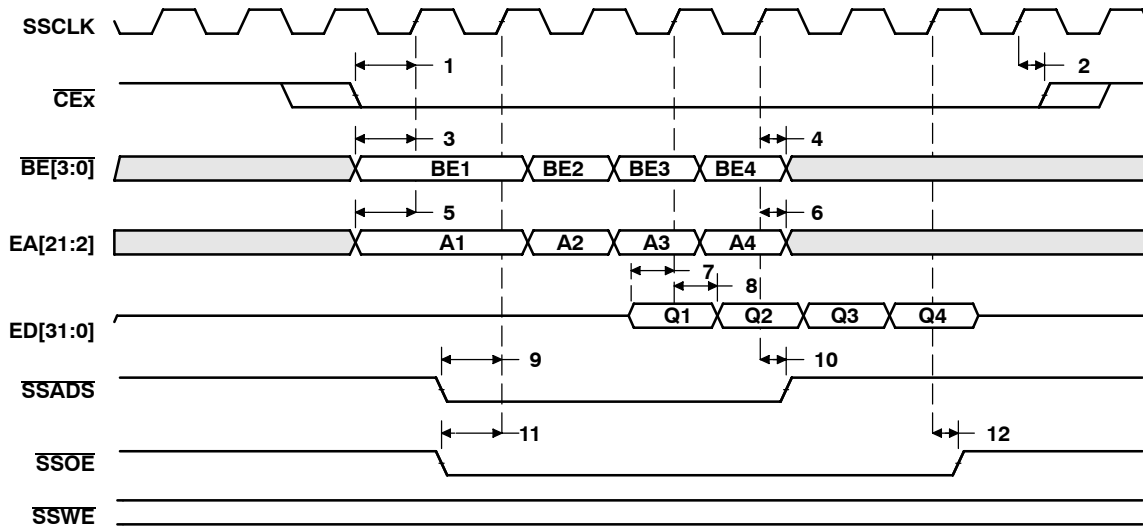 SSCLK
1 2
CEx
3 4
BE[3:0] BE1 BE2 BE3 BE4
5 6
EA[21:2] A1 A2 A3 A4
7 8
ED[31:0] Q1 Q2 Q3 Q4
9 10
SSADS
11 12
SSOE
SSWE